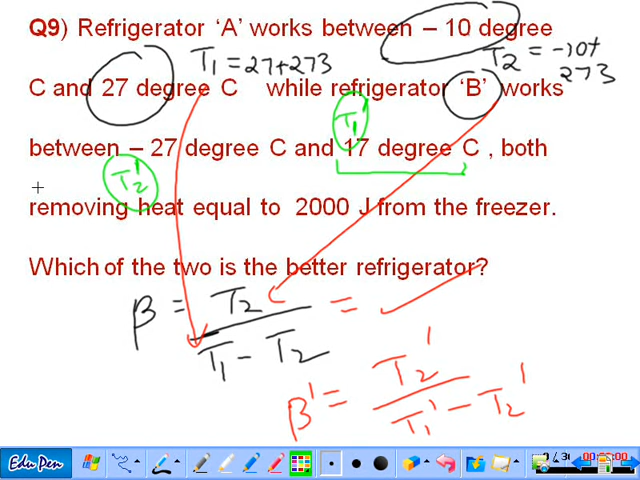 Q9) Refrigerator ‘A’ works between – 10 degree
T₁ = 27+273
T₂ = -10+
273
C and 27 degree C while refrigerator ‘B’ works
T₁'
between – 27 degree C and 17 degree C , both
T₂'
removing heat equal to 2000 J from the freezer.
Which of the two is the better refrigerator?
β = T₂ / T₁ - T₂ =
β' = T₂' / T₁' - T₂'
Edu Pen